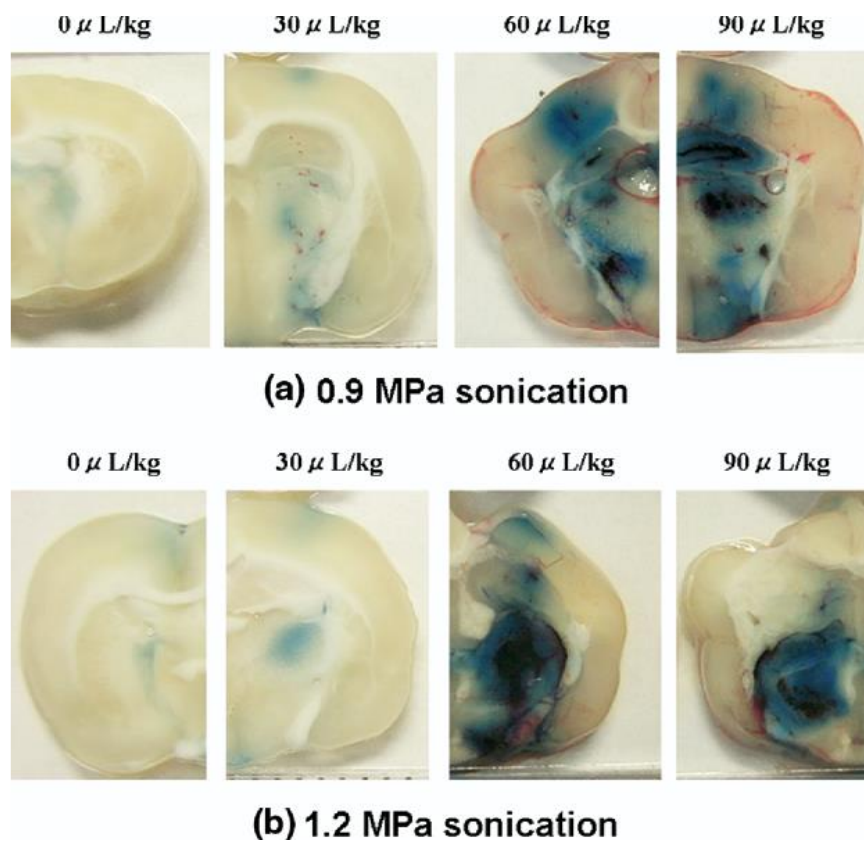 0 μ L/kg 30 μ L/kg 60 μ L/kg 90 μ L/kg
(a) 0.9 MPa sonication
0 μ L/kg 30 μ L/kg 60 μ L/kg 90 μ L/kg
(b) 1.2 MPa sonication